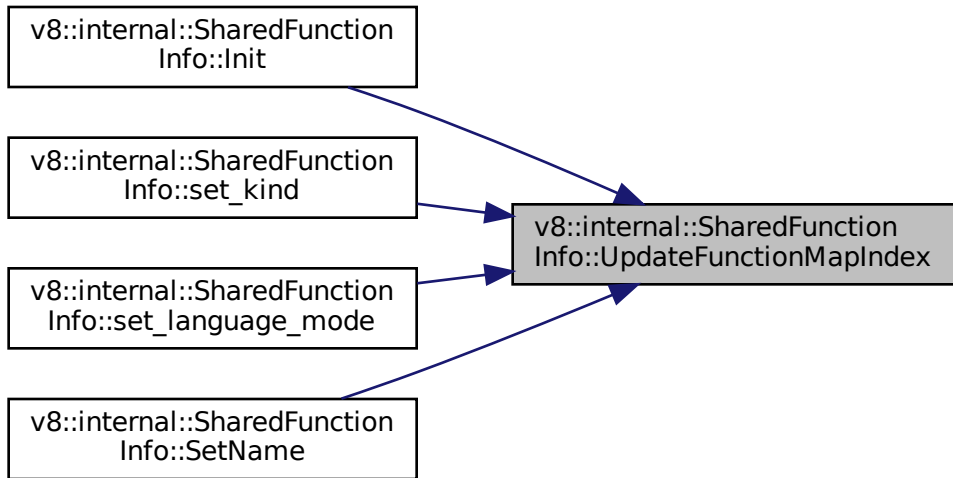 v8::internal::SharedFunction
Info::Init
v8::internal::SharedFunction
Info::set_kind
v8::internal::SharedFunction
Info::UpdateFunctionMapIndex
v8::internal::SharedFunction
Info::set_language_mode
v8::internal::SharedFunction
Info::SetName